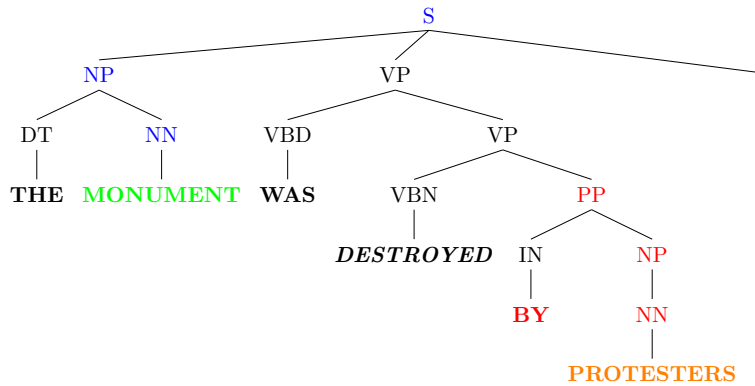 S
NP VP
DT NN VBD VP
THE MONUMENT WAS VBN PP
DESTROYED IN NP
BY NN
PROTESTERS